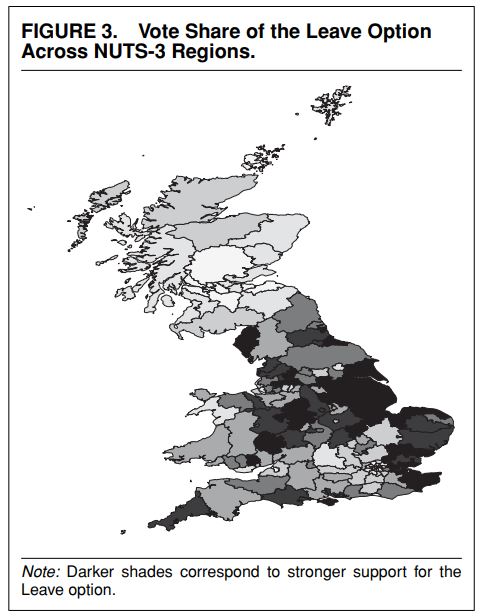 FIGURE 3. Vote Share of the Leave Option
Across NUTS-3 Regions.
Note: Darker shades correspond to stronger support for the
Leave option.